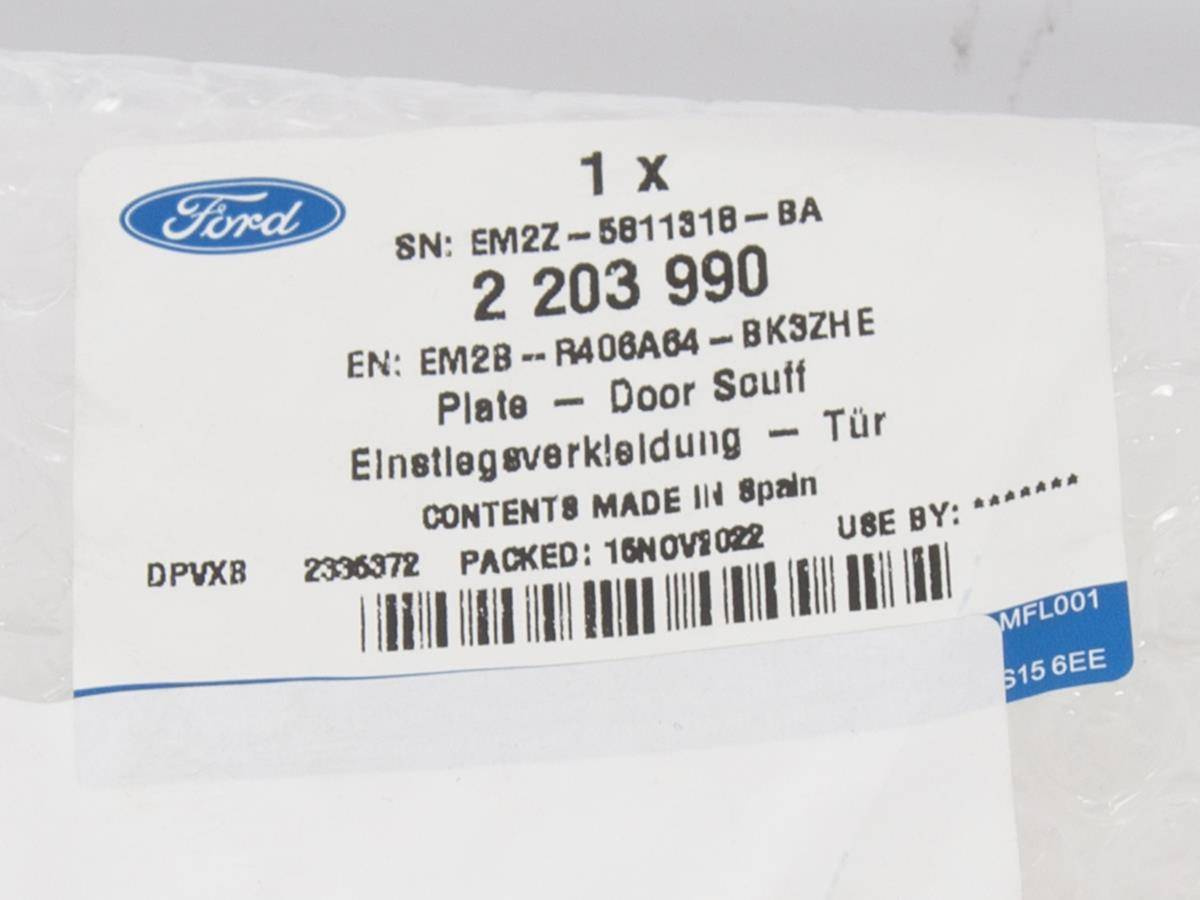 1 x
Ford
SN: EM2Z-5811318-BA
2 203 990
EN: EM2B--R406A64-BK3ZHE
Plate - Door Scuff
Einstiegsverkleidung - Tür
CONTENTS MADE IN Spain
DPVXB 2336372 PACKED: 15NOV2022 USE BY: *******
MFL001
S15 6EE